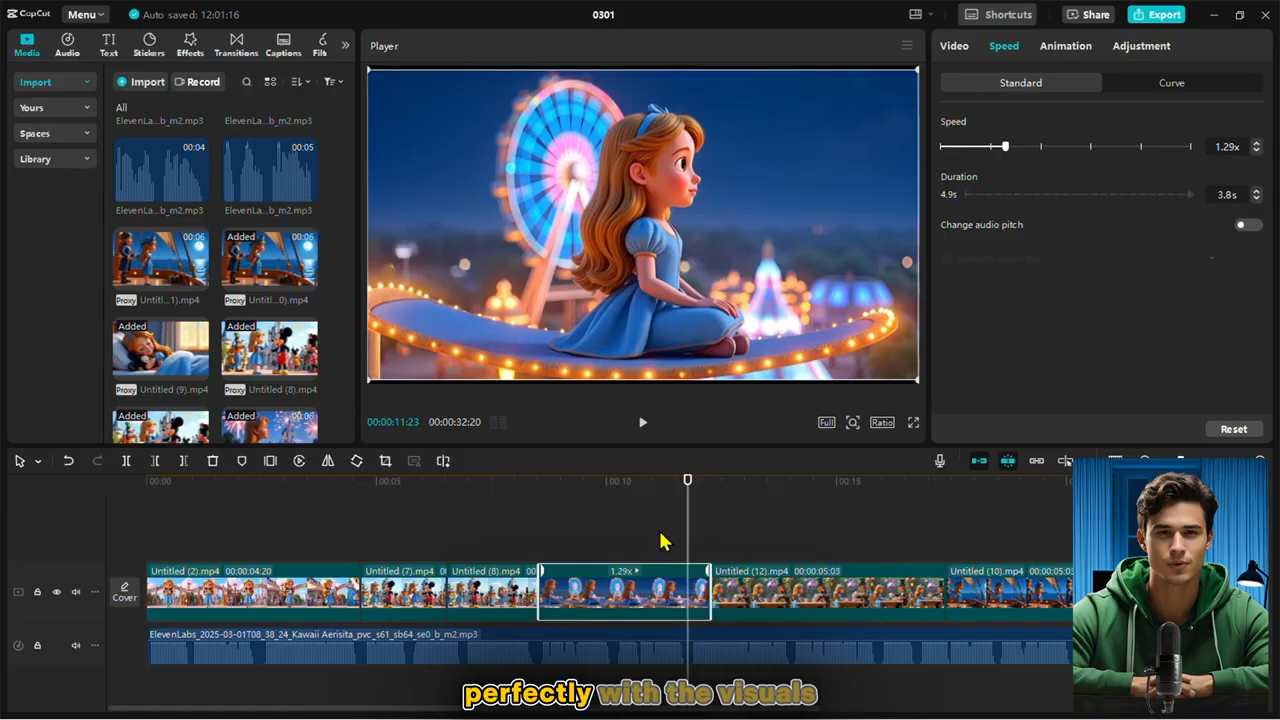 CapCut
Menu
Auto saved: 12:01:16
0301
Shortcuts
Share
Export
Media
Audio
Text
Stickers
Effects
Transitions
Captions
Filt
Player
Video
Speed
Animation
Adjustment
Import
Yours
Spaces
Library
Import
Record
All
ElevenLa...b_m2.mp3
ElevenLa...b_m2.mp3
00:04
00:05
ElevenLa...b_m2.mp3
ElevenLa...b_m2.mp3
00:06
Added
00:06
Proxy Untitl...1).mp4
Proxy Untitl...0).mp4
Added
Added
Proxy Untitled (9).mp4
Proxy Untitled (8).mp4
Added
Added
00:06
Standard
Curve
Speed
1.29x
Duration
4.9s
3.8s
Change audio pitch
Reset
00:00:11:23
00:00:32:20
Full
Ratio
00:00
00:05
00:10
00:15
Cover
Untitled (2).mp4 00:00:04:20
Untitled (7).mp4
Untitled (8).mp4
1.29x
Untitled (12).mp4 00:00:05:03
Untitled (10).mp4 00:00:05:03
ElevenLabs_2025-03-01T08_38_24_Kawaii Aerisita_pvc_s61_sb64_se0_b_m2.mp3
perfectly with the visuals